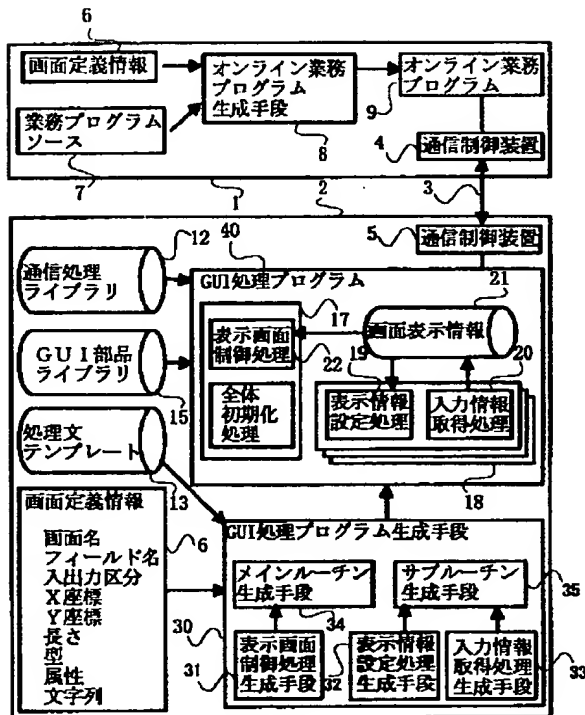 6
画面定義情報
オンライン業務
プログラム
生成手段
オンライン業務
プログラム
9
業務プログラム
ソース
7
8
4
通信制御装置
1
2
3
12
40
5
通信制御装置
通信処理
ライブラリ
GUI処理プログラム
21
17
表示画面
制御処理
22
画面表示情報
GUI部品
ライブラリ
15
19
20
全体
初期化
処理
表示情報
設定処理
入力情報
取得処理
処理文
テンプレート
13
18
画面定義情報
6
画面名
フィールド名
入出力区分
X座標
Y座標
長さ
型
属性
文字列
GUI処理プログラム生成手段
メインルーチン
生成手段
サブルーチン
生成手段
35
34
30
31
表示画面
制御処理
生成手段
32
表示情報
設定処理
生成手段
入力情報
取得処理
生成手段
33